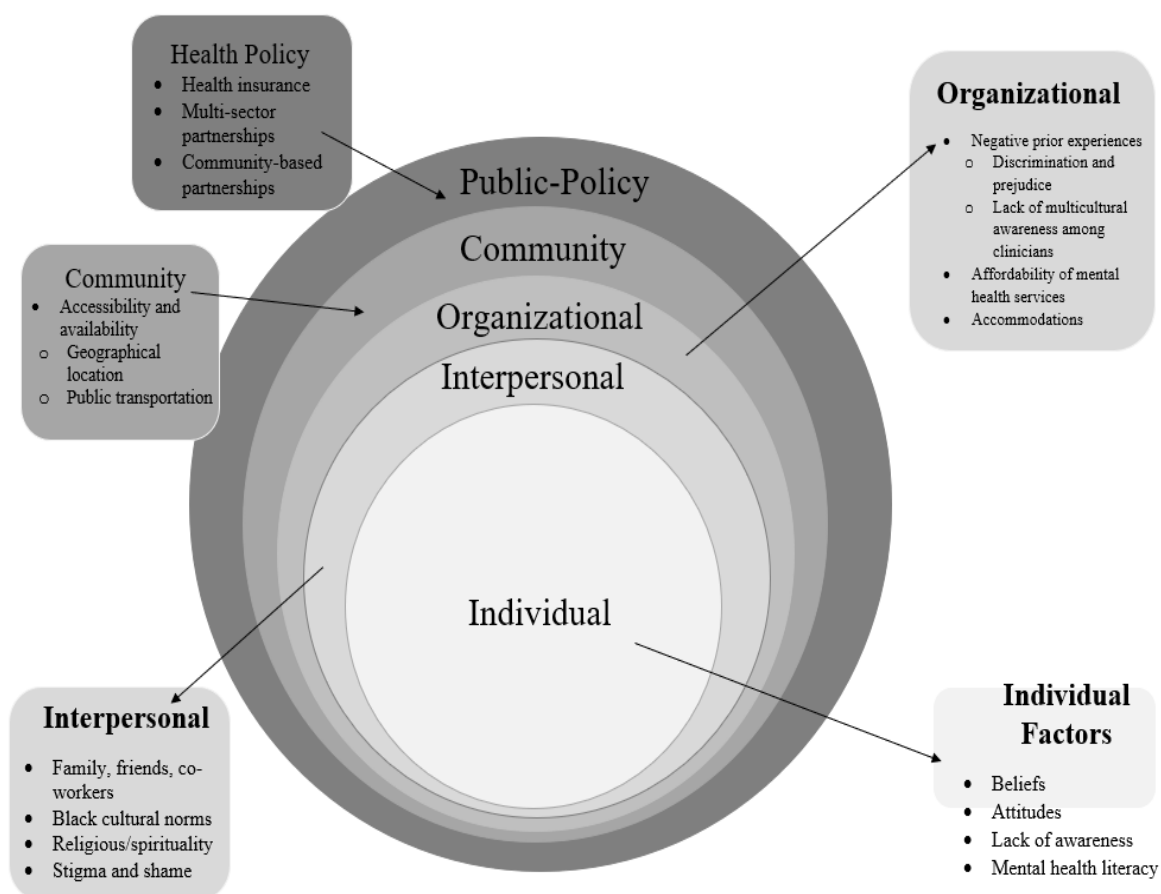 Health Policy
• Health insurance
• Multi-sector
partnerships
• Community-based
partnerships
Organizational
• Negative prior experiences
o Discrimination and
prejudice
o Lack of multicultural
awareness among
clinicians
• Affordability of mental
health services
• Accommodations
Community
• Accessibility and
availability
o Geographical
location
o Public transportation
Public-Policy
Community
Organizational
Interpersonal
Individual
Interpersonal
• Family, friends, co-
workers
• Black cultural norms
• Religious/spirituality
• Stigma and shame
Individual
Factors
• Beliefs
• Attitudes
• Lack of awareness
• Mental health literacy